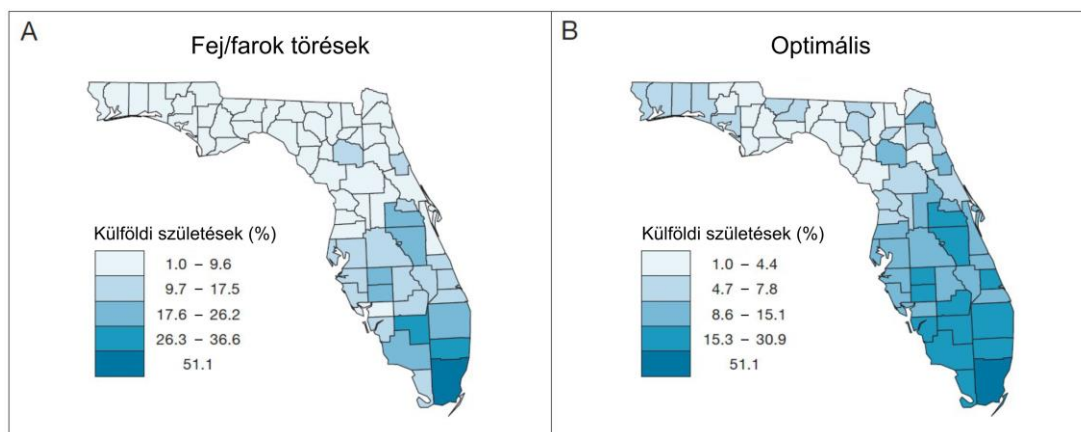 A
Fej/farok törések
Külföldi születések (%)
1.0 – 9.6
9.7 – 17.5
17.6 – 26.2
26.3 – 36.6
51.1
B
Optimális
Külföldi születések (%)
1.0 – 4.4
4.7 – 7.8
8.6 – 15.1
15.3 – 30.9
51.1